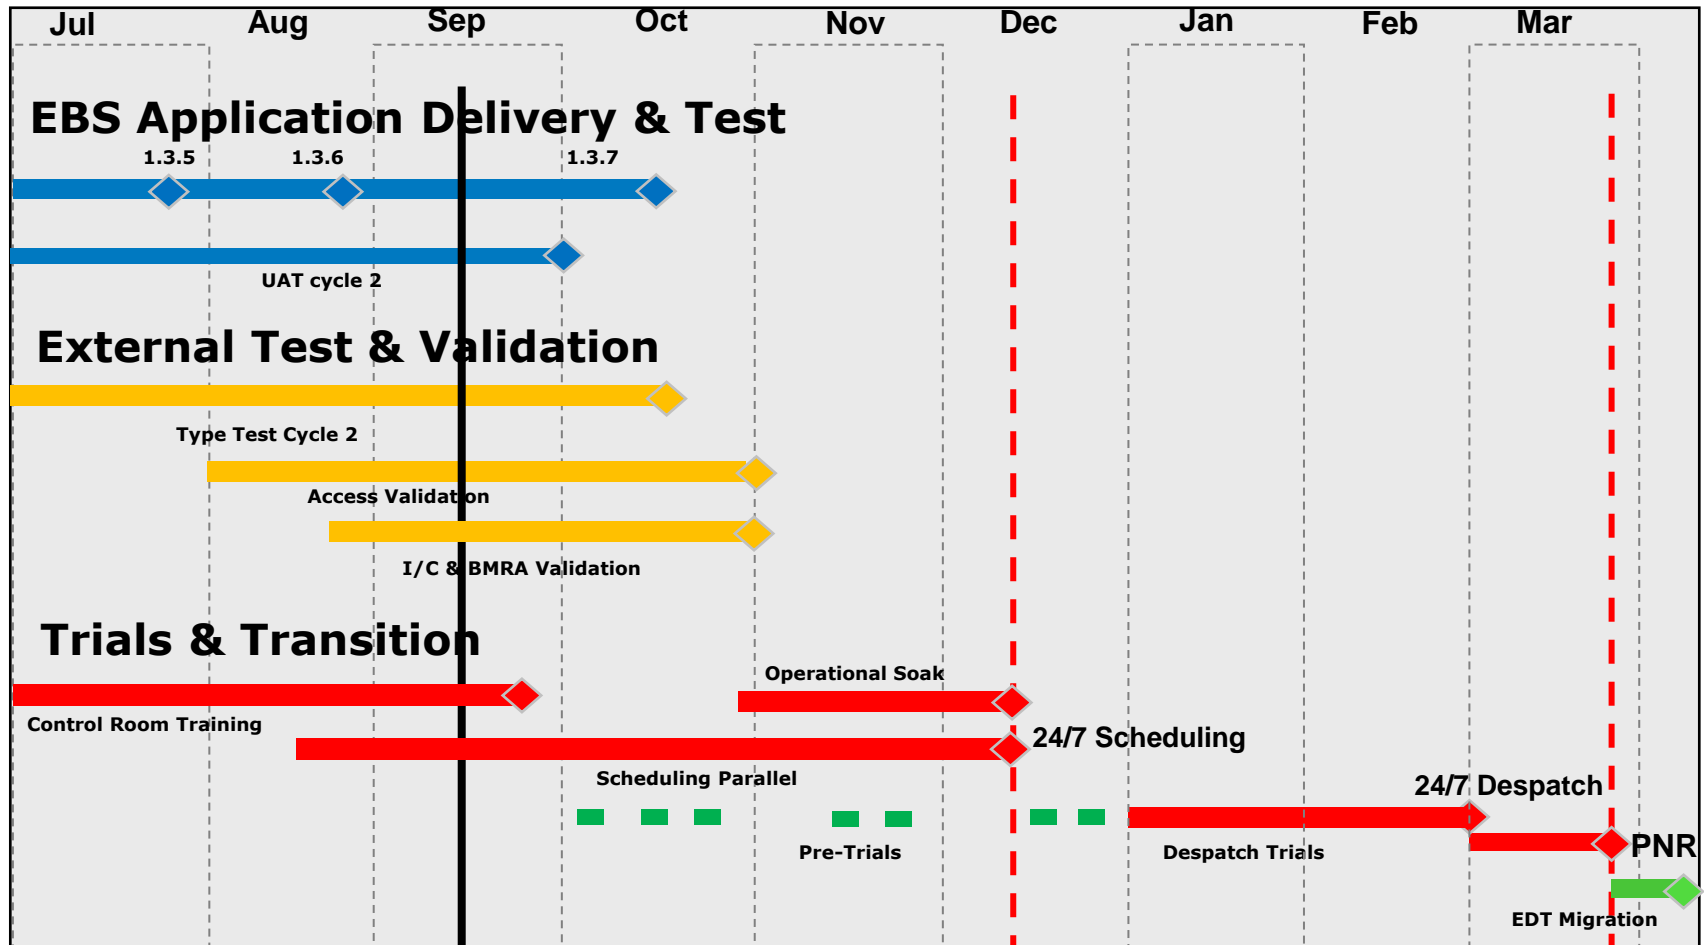 Jul Aug Sep Oct Nov Dec Jan Feb Mar
EBS Application Delivery & Test
1.3.5 1.3.6 1.3.7
UAT cycle 2
External Test & Validation
Type Test Cycle 2
Access Validation
I/C & BMRA Validation
Trials & Transition
Operational Soak
Control Room Training
24/7 Scheduling
Scheduling Parallel
24/7 Despatch
Pre-Trials
Despatch Trials
PNR
EDT Migration